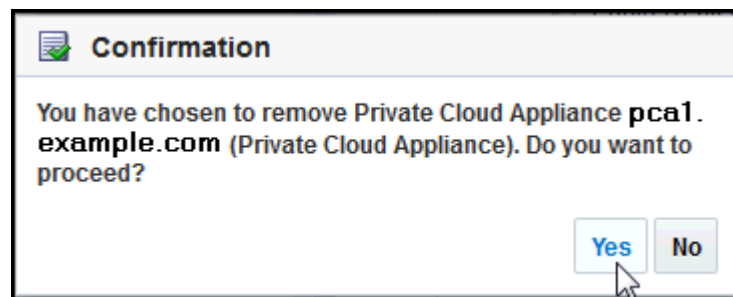 Confirmation
You have chosen to remove Private Cloud Appliance pca1.
example.com (Private Cloud Appliance). Do you want to
proceed?
Yes No